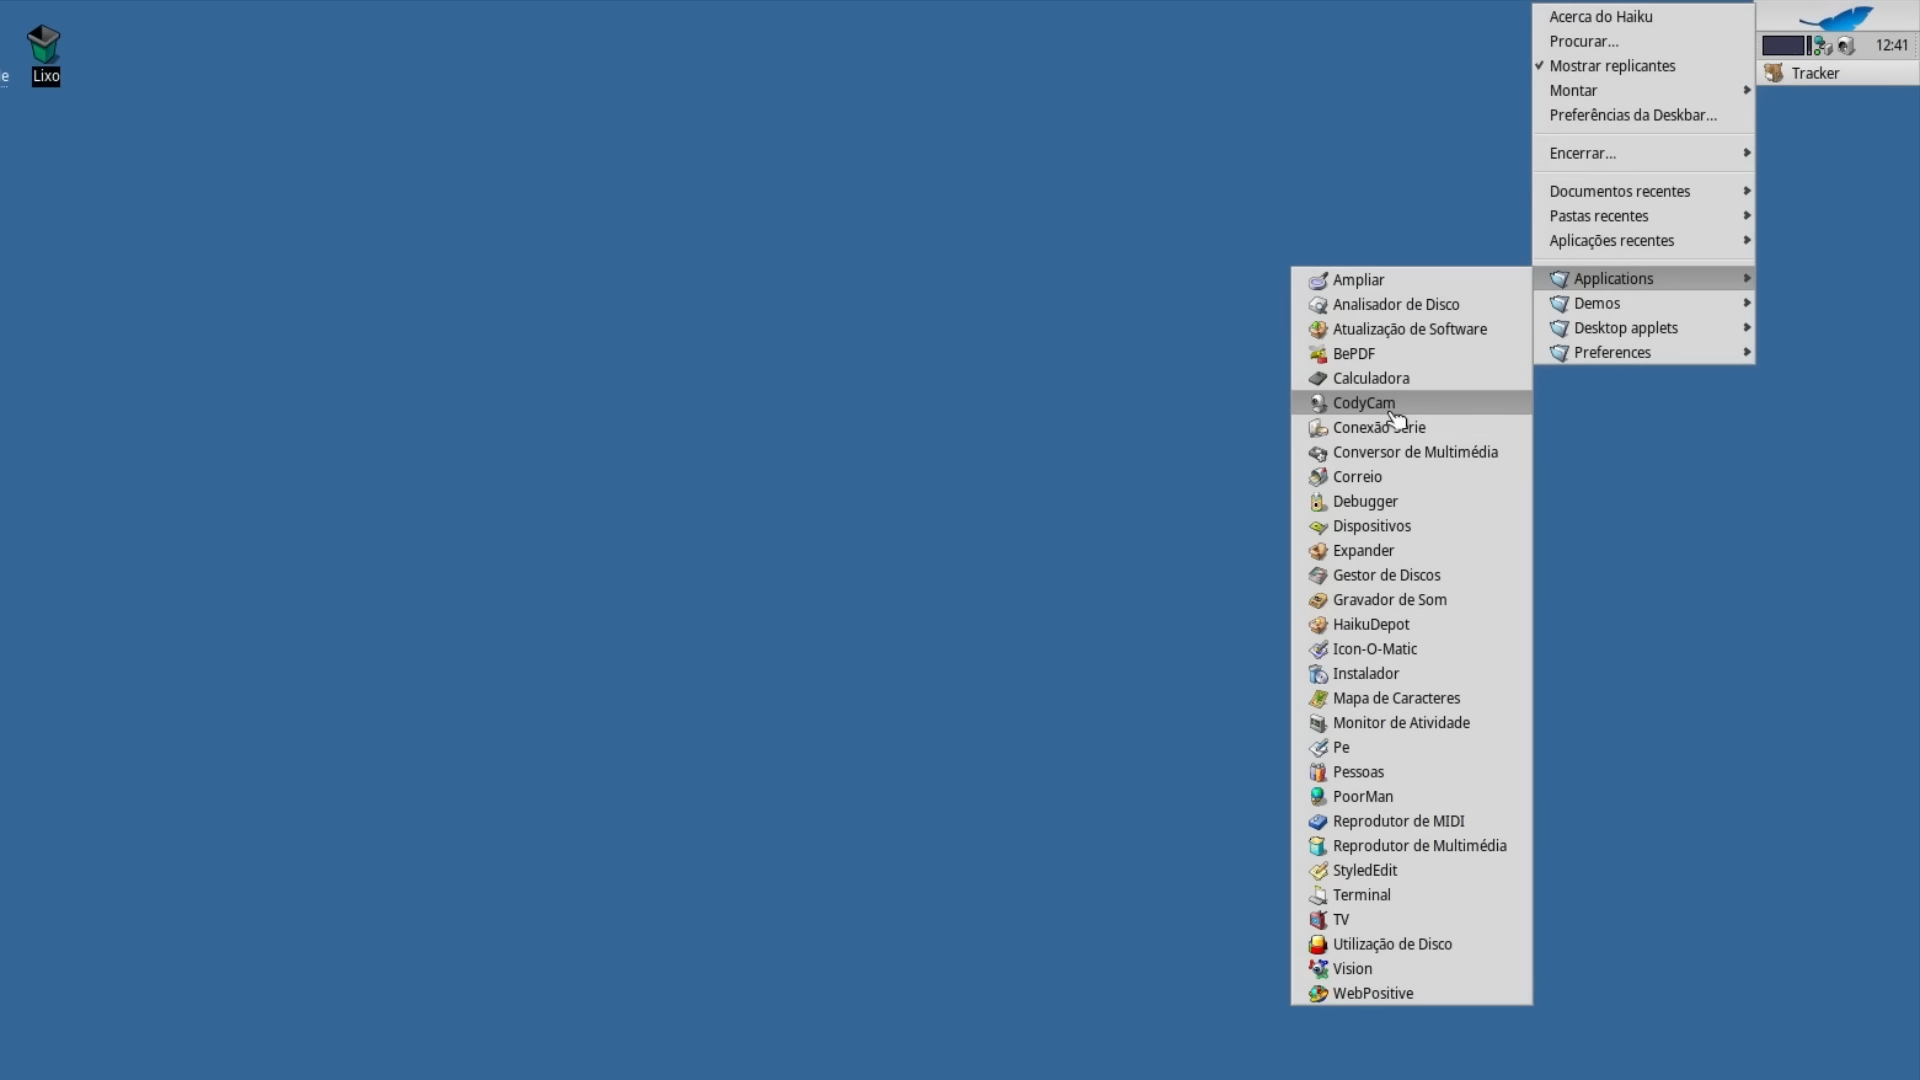 le
Lixo
Acerca do Haiku
Procurar...
Mostrar replicantes
Montar
Preferências da Deskbar...
Encerrar...
Documentos recentes
Pastas recentes
Aplicações recentes
Applications
Demos
Desktop applets
Preferences
12:41
Tracker
Ampliar
Analisador de Disco
Atualização de Software
BePDF
Calculadora
CodyCam
Conexão Série
Conversor de Multimédia
Correio
Debugger
Dispositivos
Expander
Gestor de Discos
Gravador de Som
HaikuDepot
Icon-O-Matic
Instalador
Mapa de Caracteres
Monitor de Atividade
Pe
Pessoas
PoorMan
Reprodutor de MIDI
Reprodutor de Multimédia
StyledEdit
Terminal
TV
Utilização de Disco
Vision
WebPositive